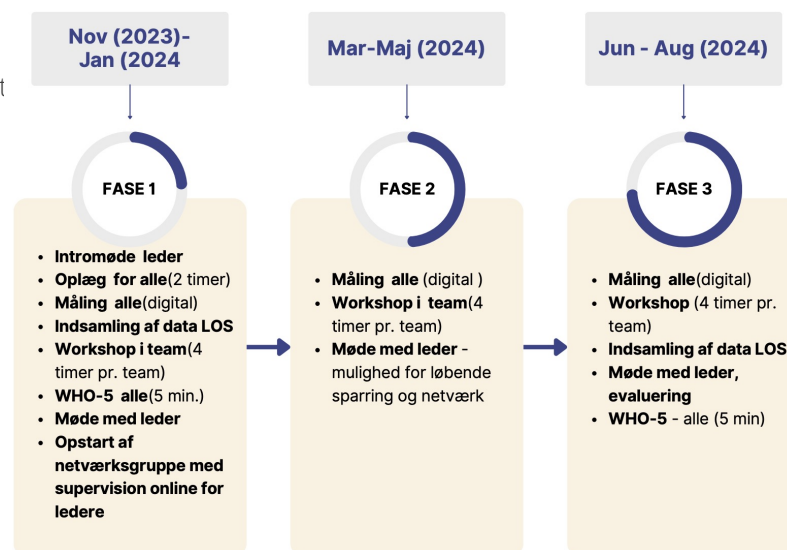 Nov (2023)-
Jan (2024
FASE 1
• Intromøde leder
• Oplæg for alle(2 timer)
• Måling alle(digital)
• Indsamling af data LOS
• Workshop i team(4
timer pr. team)
• WHO-5 alle(5 min.)
• Møde med leder
• Opstart af
netværksgruppe med
supervision online for
ledere
Mar-Maj (2024)
FASE 2
• Måling alle (digital )
• Workshop i team(4
timer pr. team)
• Møde med leder -
mulighed for løbende
sparring og netværk
Jun - Aug (2024)
FASE 3
• Måling alle(digital)
• Workshop (4 timer pr.
team)
• Indsamling af data LOS
• Møde med leder,
evaluering
• WHO-5 - alle (5 min)